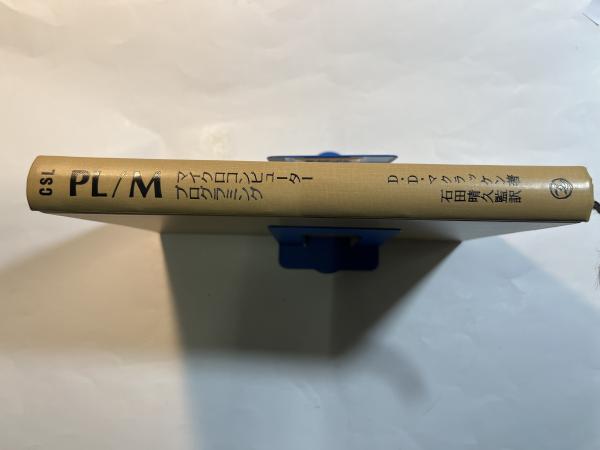 CSL
PL/M
マイクロコンピューター
プログラミング
D・D・マクラッケン著
石田晴久監訳